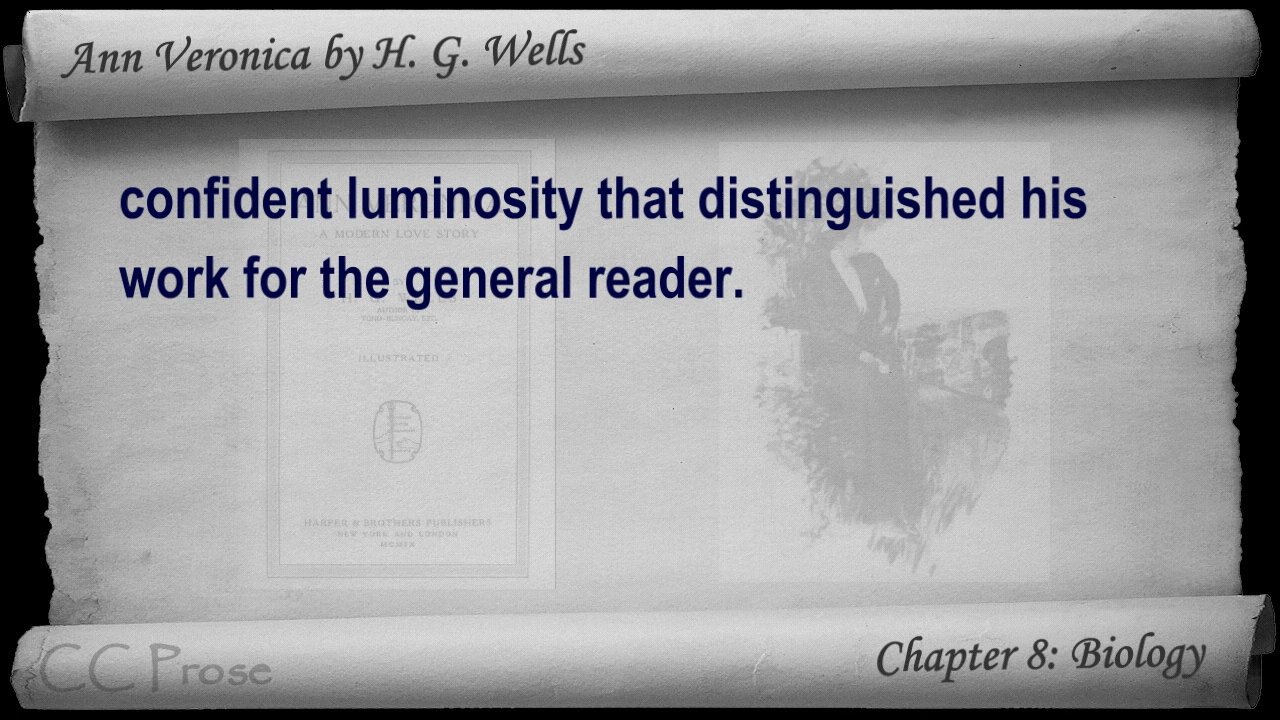 Ann Veronica by H. G. Wells
confident luminosity that distinguished his
work for the general reader.
A MODERN LOVE STORY
ILLUSTRATED
HARPER & BROTHERS PUBLISHERS
NEW YORK AND LONDON
MCMIX
CC Prose
Chapter 8: Biology